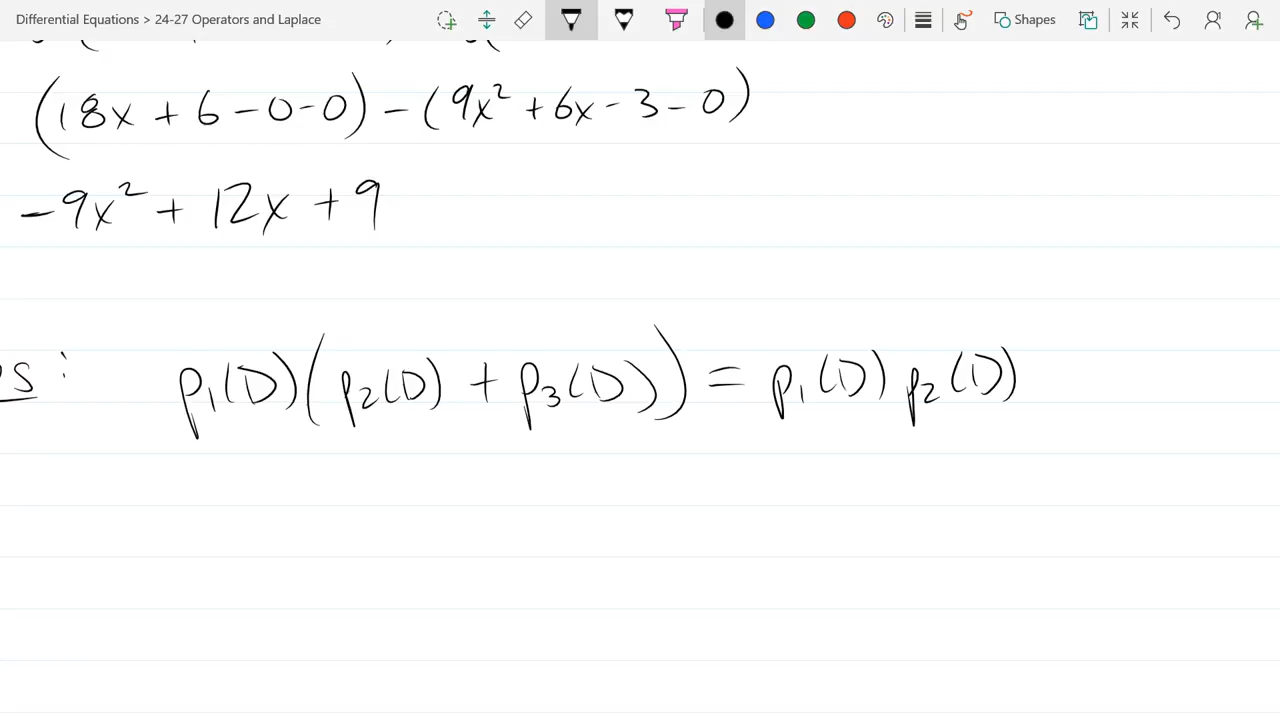 Differential Equations > 24-27 Operators and Laplace
Shapes
(18x + 6 - 0 - 0) - (9x² + 6x - 3 - 0)
-9x² + 12x + 9
s : p₁(D)(p₂(D) + p₃(D)) = p₁(D) p₂(D)